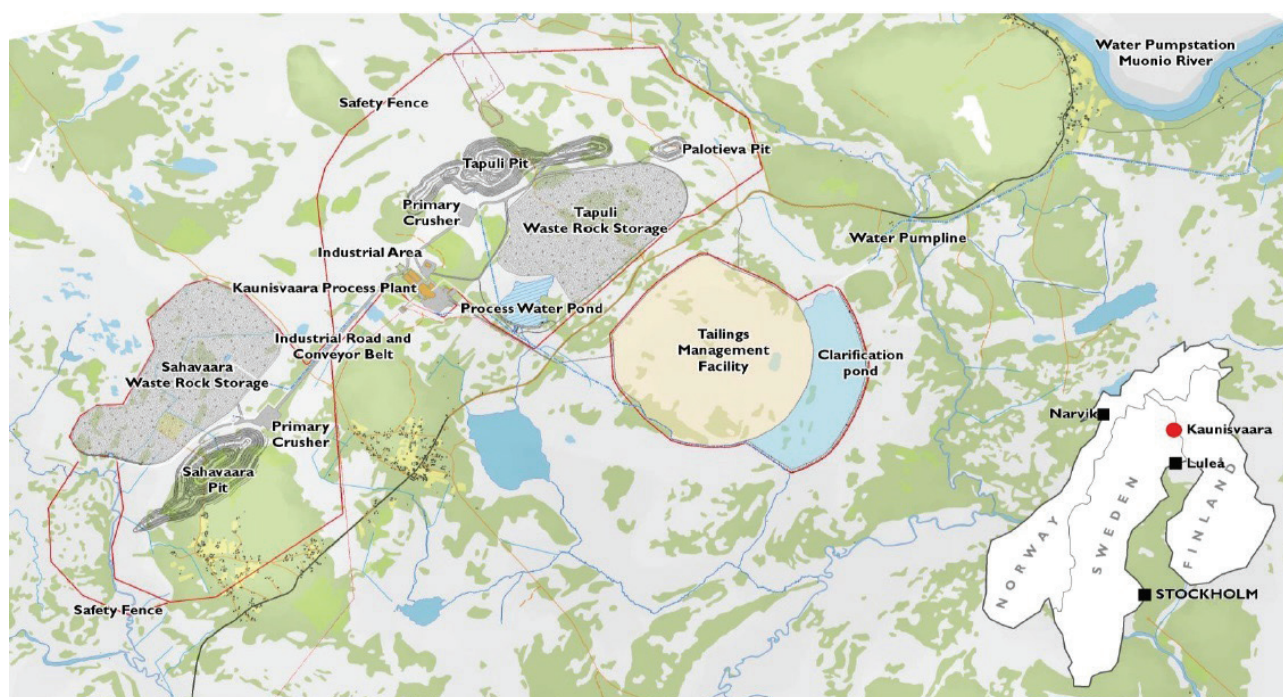 Water Pumpstation
Muonio River
Safety Fence
Tapuli Pit
Palotieva Pit
Primary
Crusher
Tapuli
Waste Rock Storage
Industrial Area
Water Pumpline
Kaunisvaara Process Plant
Process Water Pond
Industrial Road and
Conveyor Belt
Tailings
Management
Facility
Clarification
pond
Sahavaara
Waste Rock Storage
Primary
Crusher
Sahavaara
Pit
Safety Fence
Narvik
Kaunisvaara
Luleå
NORWAY
SWEDEN
FINLAND
STOCKHOLM